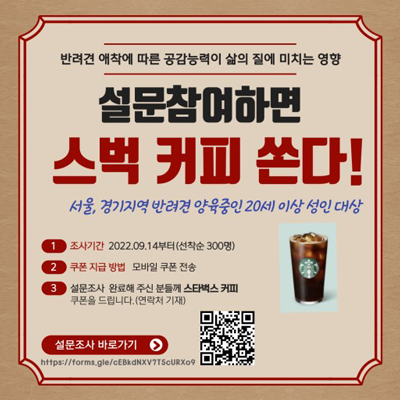 반려견 애착에 따른 공감능력이 삶의 질에 미치는 영향
설문참여하면
스벅 커피 쏜다!
서울, 경기지역 반려견 양육중인 20세 이상 성인 대상
1 조사기간 2022.09.14부터(선착순 300명)
2 쿠폰 지급 방법 모바일 쿠폰 전송
3 설문조사 완료해 주신 분들께 스타벅스 커피
쿠폰을 드립니다.(연락처 기재)
설문조사 바로가기
https://forms.gle/cEBkdNXV7T5cURXo9